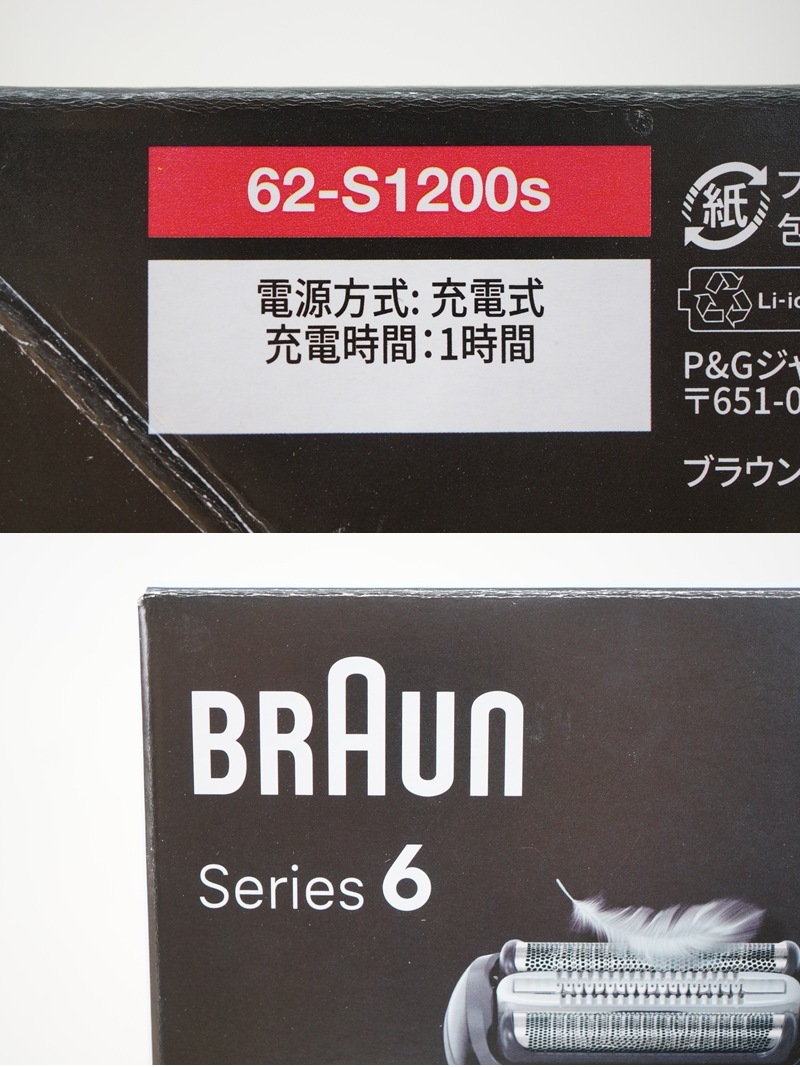 62-S1200s
電源方式: 充電式
充電時間:1時間
紙
Li-io
P&Gジャ
〒651-0
ブラウン
BRAUN
Series 6